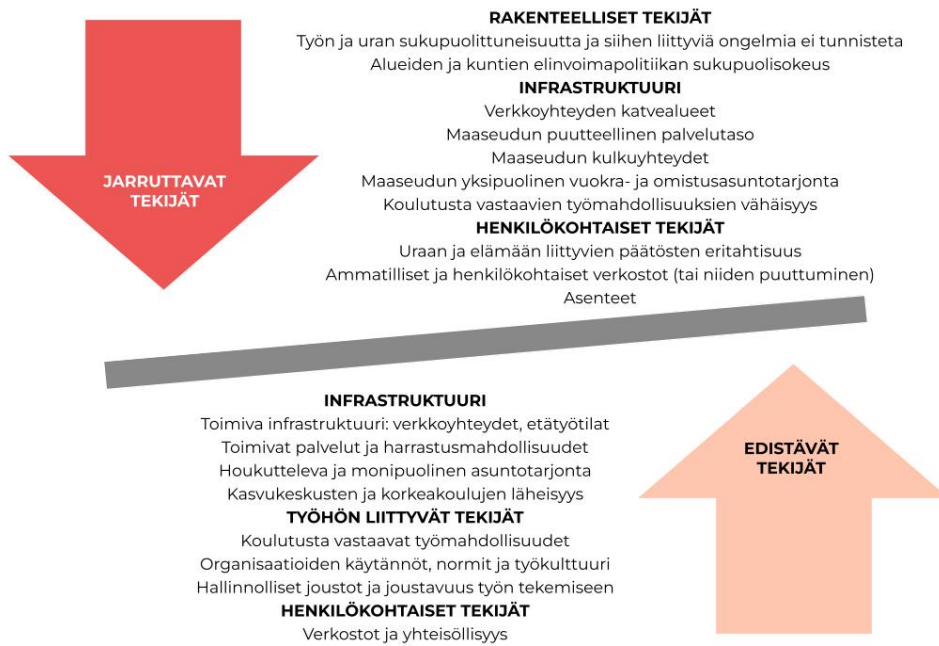 RAKENTEELLISET TEKIJÄT
Työn ja uran sukupuolittuneisuutta ja siihen liittyviä ongelmia ei tunnisteta
Alueiden ja kuntien elinvoimapolitiikan sukupuolisokeus
INFRASTRUKTUURI
Verkkoyhteyden katvealueet
Maaseudun puutteellinen palvelutaso
Maaseudun kulkuyhteydet
Maaseudun yksipuolinen vuokra- ja omistusasuntotarjonta
Koulutusta vastaavien työmahdollisuuksien vähäisyys
HENKILÖKOHTAISET TEKIJÄT
Uraan ja elämään liittyvien päätösten eritahtisuus
Ammatilliset ja henkilökohtaiset verkostot (tai niiden puuttuminen)
Asenteet
JARRUTTAVAT
TEKIJÄT
INFRASTRUKTUURI
Toimiva infrastruktuuri: verkkoyhteydet, etätyötilat
Toimivat palvelut ja harrastusmahdollisuudet
Houkutteleva ja monipuolinen asuntotarjonta
Kasvukeskusten ja korkeakoulujen läheisyys
TYÖHÖN LIITTYVÄT TEKIJÄT
Koulutusta vastaavat työmahdollisuudet
Organisaatioiden käytännöt, normit ja työkulttuuri
Hallinnolliset joustot ja joustavuus työn tekemiseen
HENKILÖKOHTAISET TEKIJÄT
Verkostot ja yhteisöllisyys
EDISTÄVÄT
TEKIJÄT